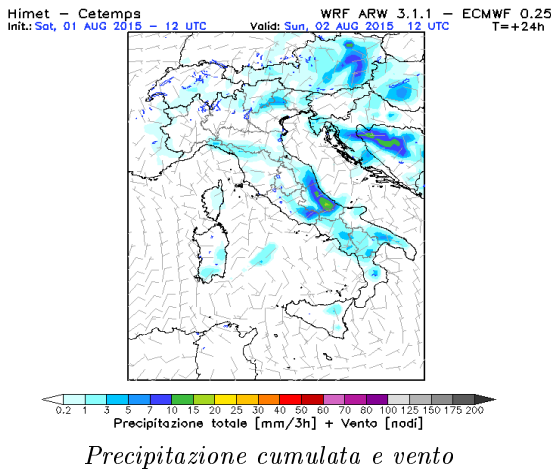 Himet – Cetemps WRF ARW 3.1.1 – ECMWF 0.25
Init.: Sat, 01 AUG 2015 – 12 UTC Valid: Sun, 02 AUG 2015 12 UTC T=+24h
0.2 1 3 5 7 10 15 20 25 30 40 50 60 70 80 100 125 150 175 200
Precipitazione totale [mm/3h] + Vento [nodi]
Precipitazione cumulata e vento